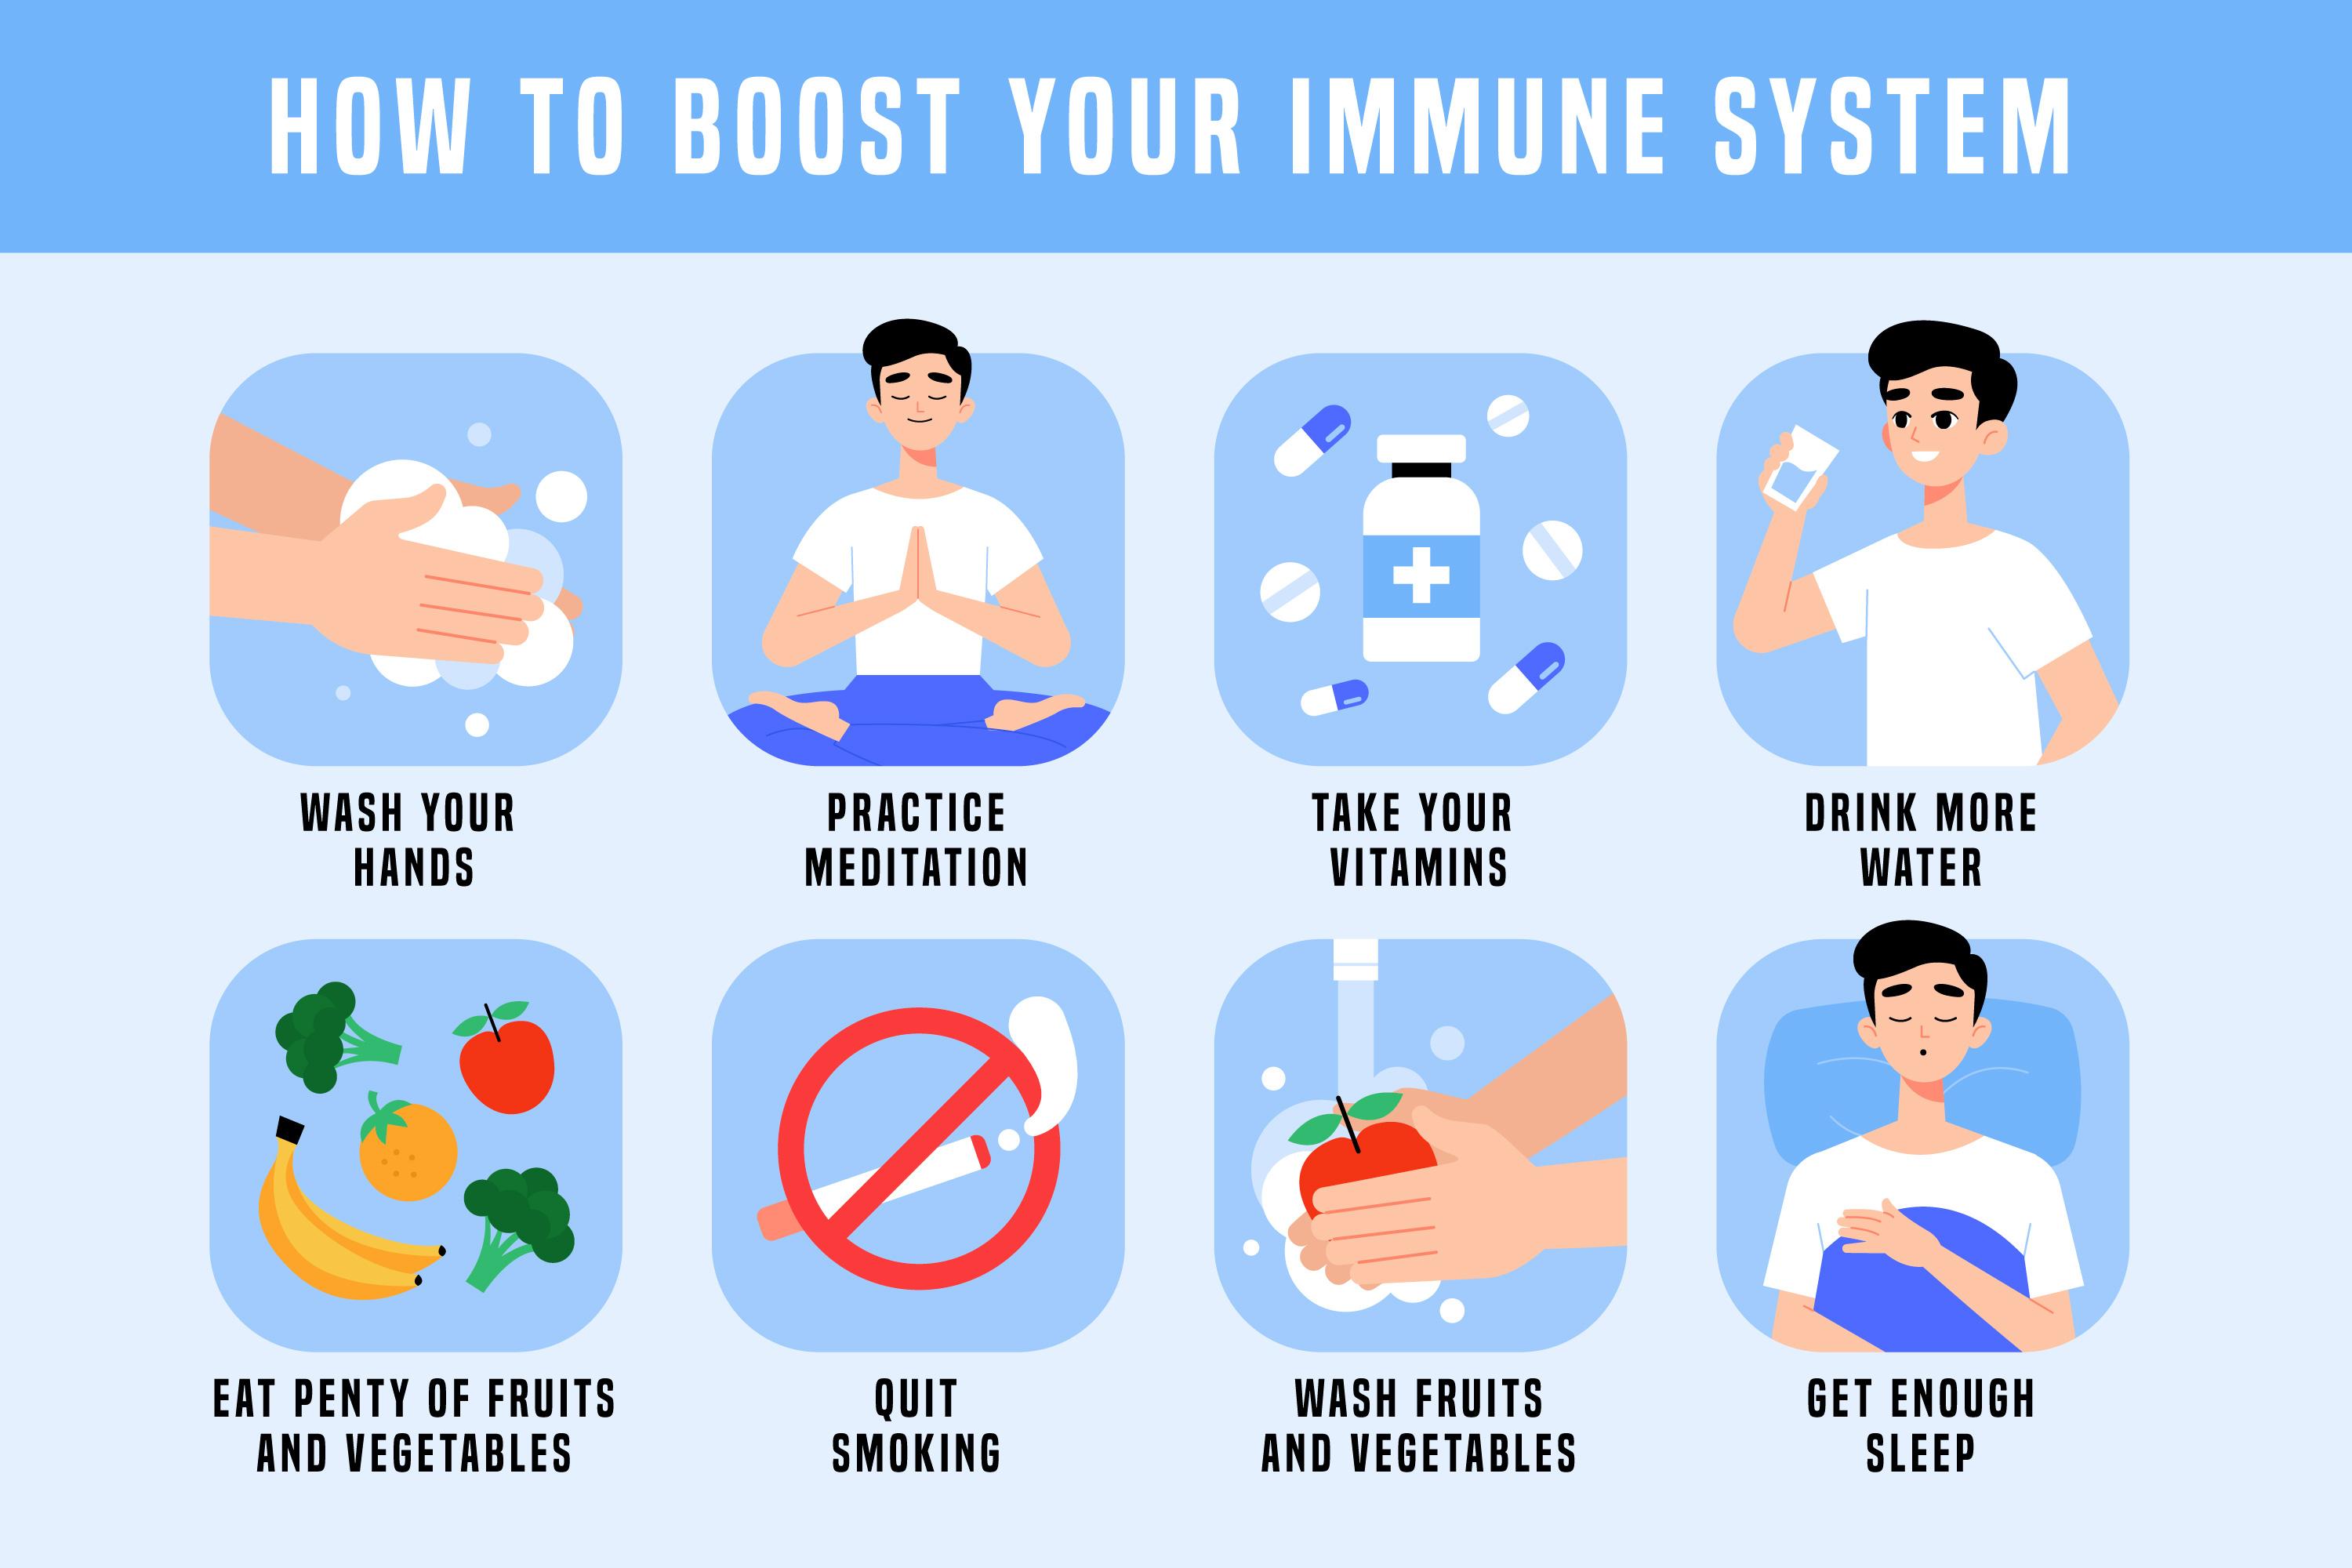 HOW TO BOOST YOUR IMMUNE SYSTEM
WASH YOUR
HANDS
PRACTICE
MEDITATION
TAKE YOUR
VITAMINS
DRINK MORE
WATER
EAT PENTY OF FRUITS
AND VEGETABLES
QUIT
SMOKING
WASH FRUITS
AND VEGETABLES
GET ENOUGH
SLEEP